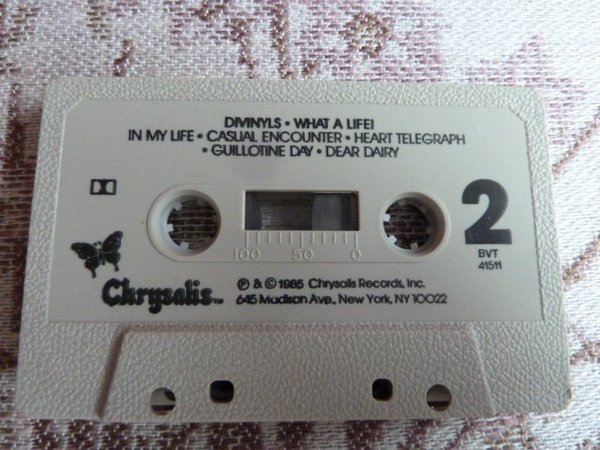 DIVINYLS • WHAT A LIFE!
IN MY LIFE • CASUAL ENCOUNTER • HEART TELEGRAPH
• GUILLOTINE DAY • DEAR DAIRY
2
BVT
41511
100 50 0
Chrysalis™
℗ & © 1985 Chrysalis Records, Inc.
645 Madison Ave., New York, NY 10022